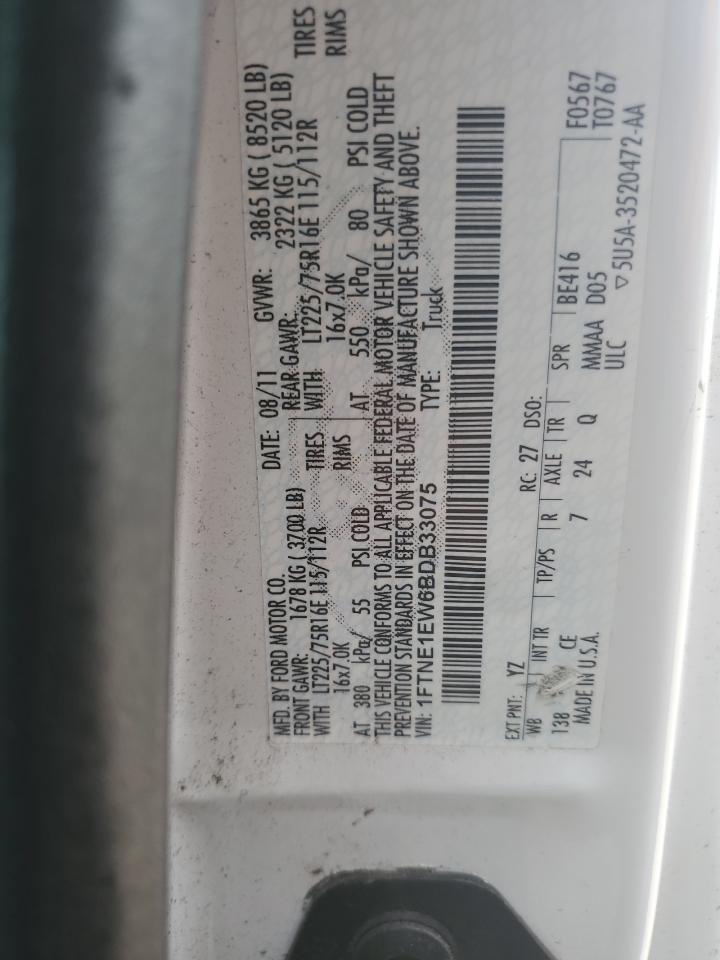 MFD. BY FORD MOTOR CO. DATE: 08/11 GVWR: 3865 KG ( 8520 LB)
FRONT GAWR: 1678 KG ( 3700 LB) REAR GAWR: 2322 KG ( 5120 LB)
WITH LT225/75R16E 115/112R TIRES WITH LT225/75R16E 115/112R TIRES
16x7.0K RIMS 16x7.0K RIMS
AT 380 kPa/ 55 PSI COLD AT 550 kPa/ 80 PSI COLD
THIS VEHICLE CONFORMS TO ALL APPLICABLE FEDERAL MOTOR VEHICLE SAFETY AND THEFT
PREVENTION STANDARDS IN EFFECT ON THE DATE OF MANUFACTURE SHOWN ABOVE.
VIN: 1FTNE1EW6BDB33075 TYPE: Truck
EXT PNT: YZ RC: 27 DSO: F0567
WB INT TR TP/PS R AXLE TR SPR BE416 T0767
138 CE 7 24 Q MMAA D05
MADE IN U.S.A. ULC ▽5U5A-3520472-AA